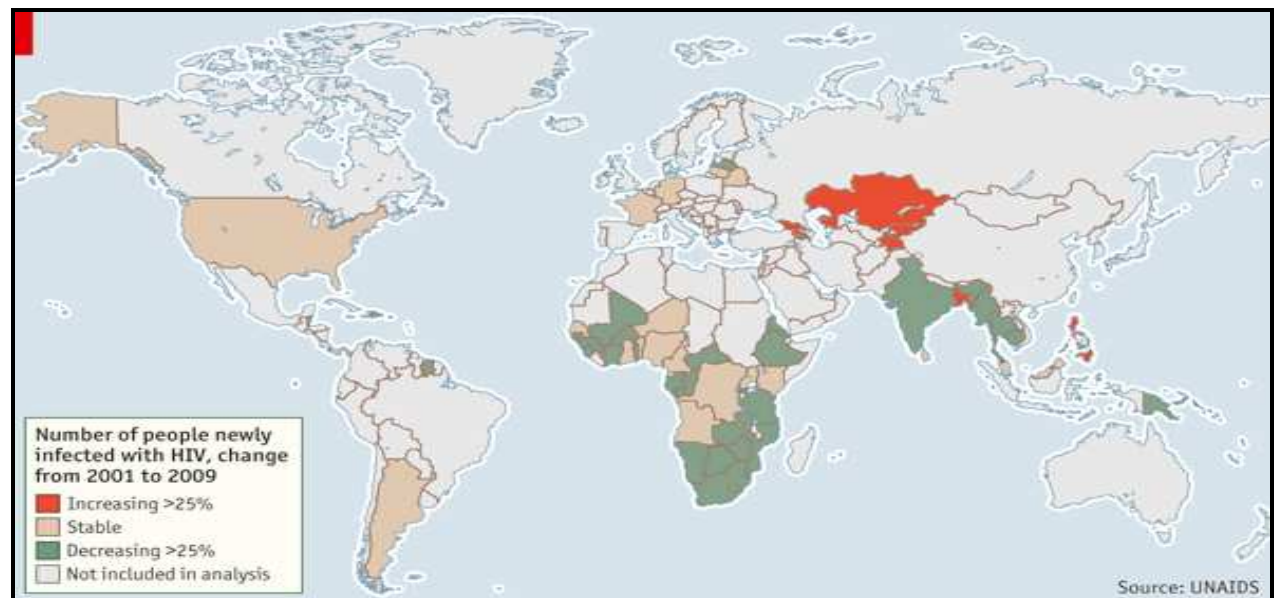 Number of people newly
infected with HIV, change
from 2001 to 2009
Increasing >25%
Stable
Decreasing >25%
Not included in analysis
Source: UNAIDS